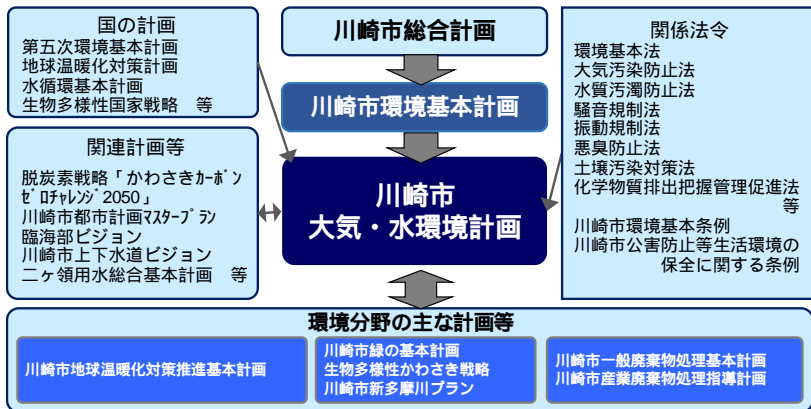 国の計画
第五次環境基本計画
地球温暖化対策計画
水循環基本計画
生物多様性国家戦略　等
川崎市総合計画
川崎市環境基本計画
川崎市
大気・水環境計画
関係法令
環境基本法
大気汚染防止法
水質汚濁防止法
騒音規制法
振動規制法
悪臭防止法
土壌汚染対策法
化学物質排出把握管理促進法
等
川崎市環境基本条例
川崎市公害防止等生活環境の
保全に関する条例
関連計画等
脱炭素戦略「かわさきカーボン
ゼロチャレンジ2050」
川崎市都市計画マスタープラン
臨海部ビジョン
川崎市上下水道ビジョン
二ヶ領用水総合基本計画　等
環境分野の主な計画等
川崎市地球温暖化対策推進基本計画
川崎市緑の基本計画
生物多様性かわさき戦略
川崎市新多摩川プラン
川崎市一般廃棄物処理基本計画
川崎市産業廃棄物処理指導計画